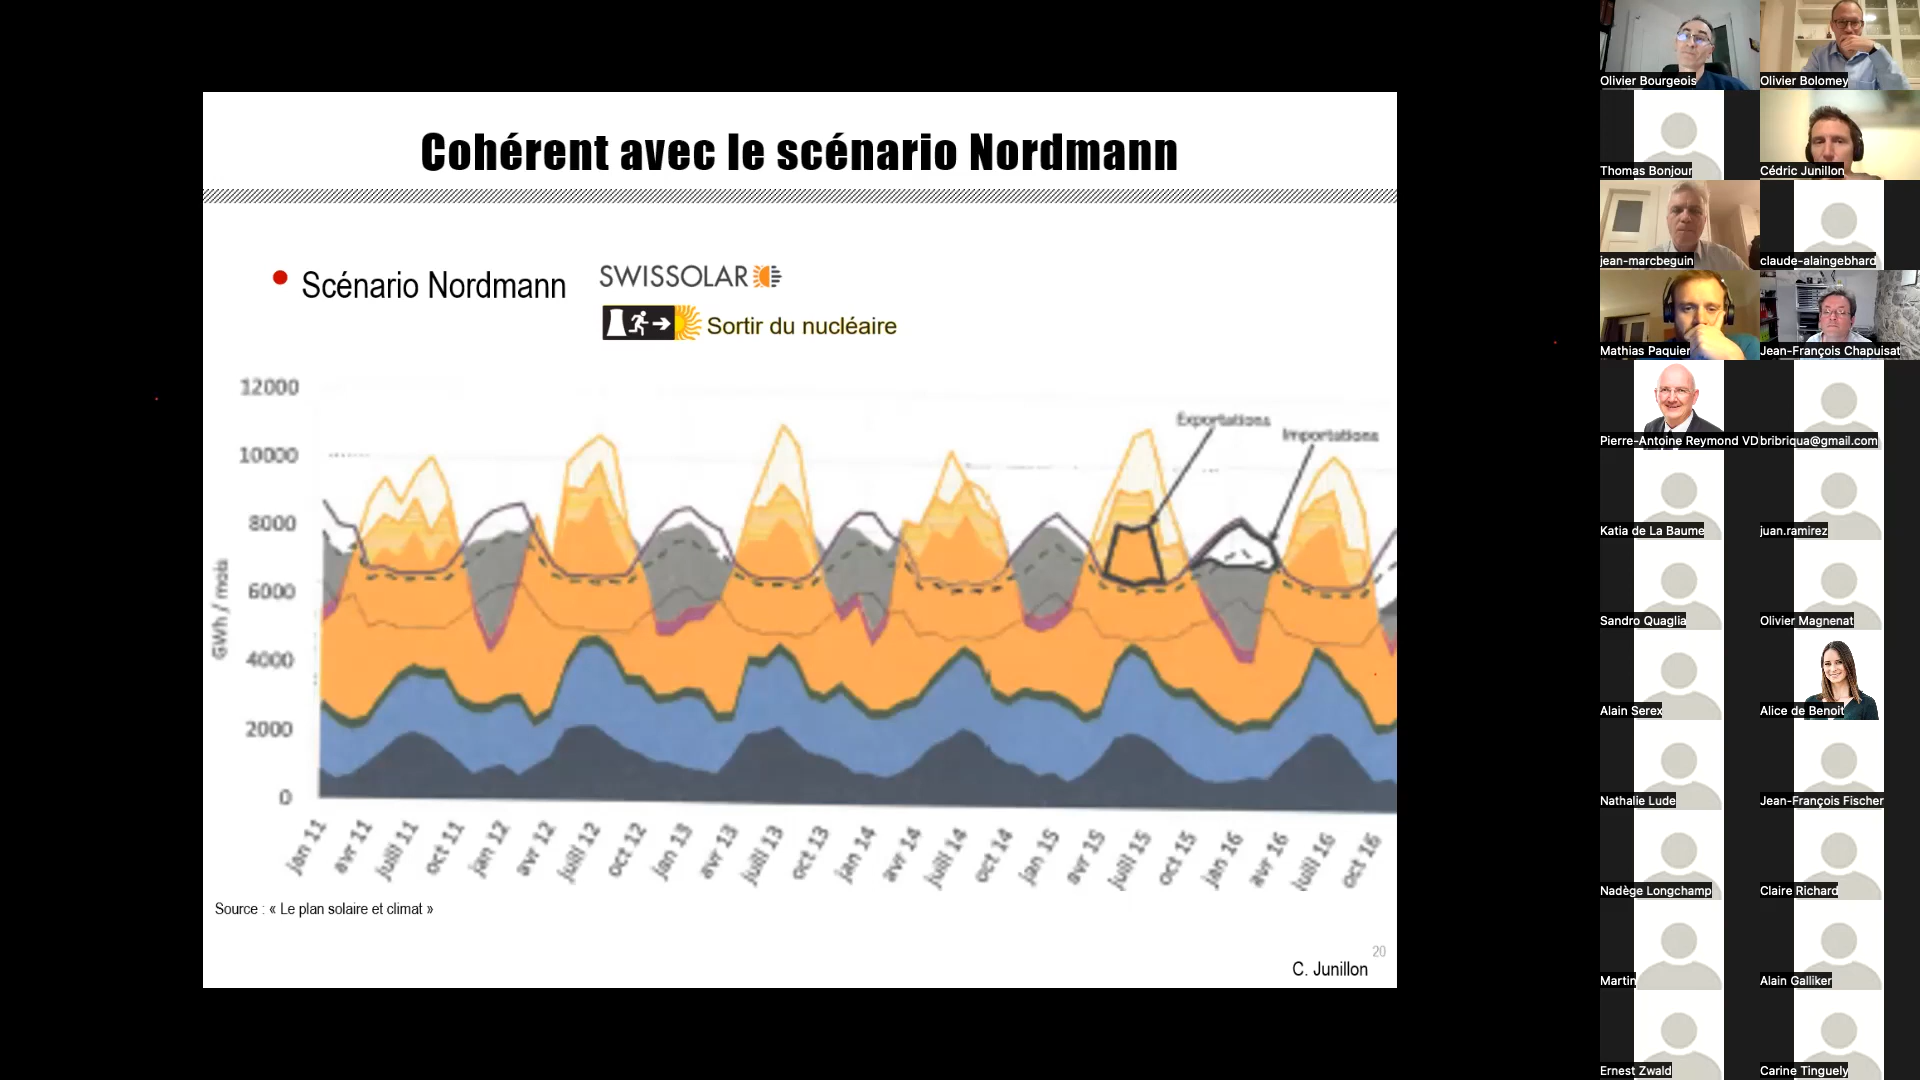 Cohérent avec le scénario Nordmann
Scénario Nordmann
SWISSOLAR
Sortir du nucléaire
12000
10000
8000
6000
4000
2000
0
GWh / mois
Exportations
Importations
jan 11
avr 11
juil 11
oct 11
jan 12
avr 12
juil 12
oct 12
jan 13
avr 13
juil 13
oct 13
jan 14
avr 14
juil 14
oct 14
jan 15
avr 15
juil 15
oct 15
jan 16
avr 16
juil 16
oct 16
Source : « Le plan solaire et climat »
20
C. Junillon
Olivier Bourgeois
Olivier Bolomey
Thomas Bonjour
Cédric Junillon
jean-marcbeguin
claude-alaingebhard
Mathias Paquier
Jean-François Chapuisat
Pierre-Antoine Reymond VD
bribriqua@gmail.com
Katia de La Baume
juan.ramirez
Sandro Quaglia
Olivier Magnenat
Alain Serex
Alice de Benoit
Nathalie Lude
Jean-François Fischer
Nadège Longchamp
Claire Richard
Martin
Alain Galliker
Ernest Zwald
Carine Tinguely